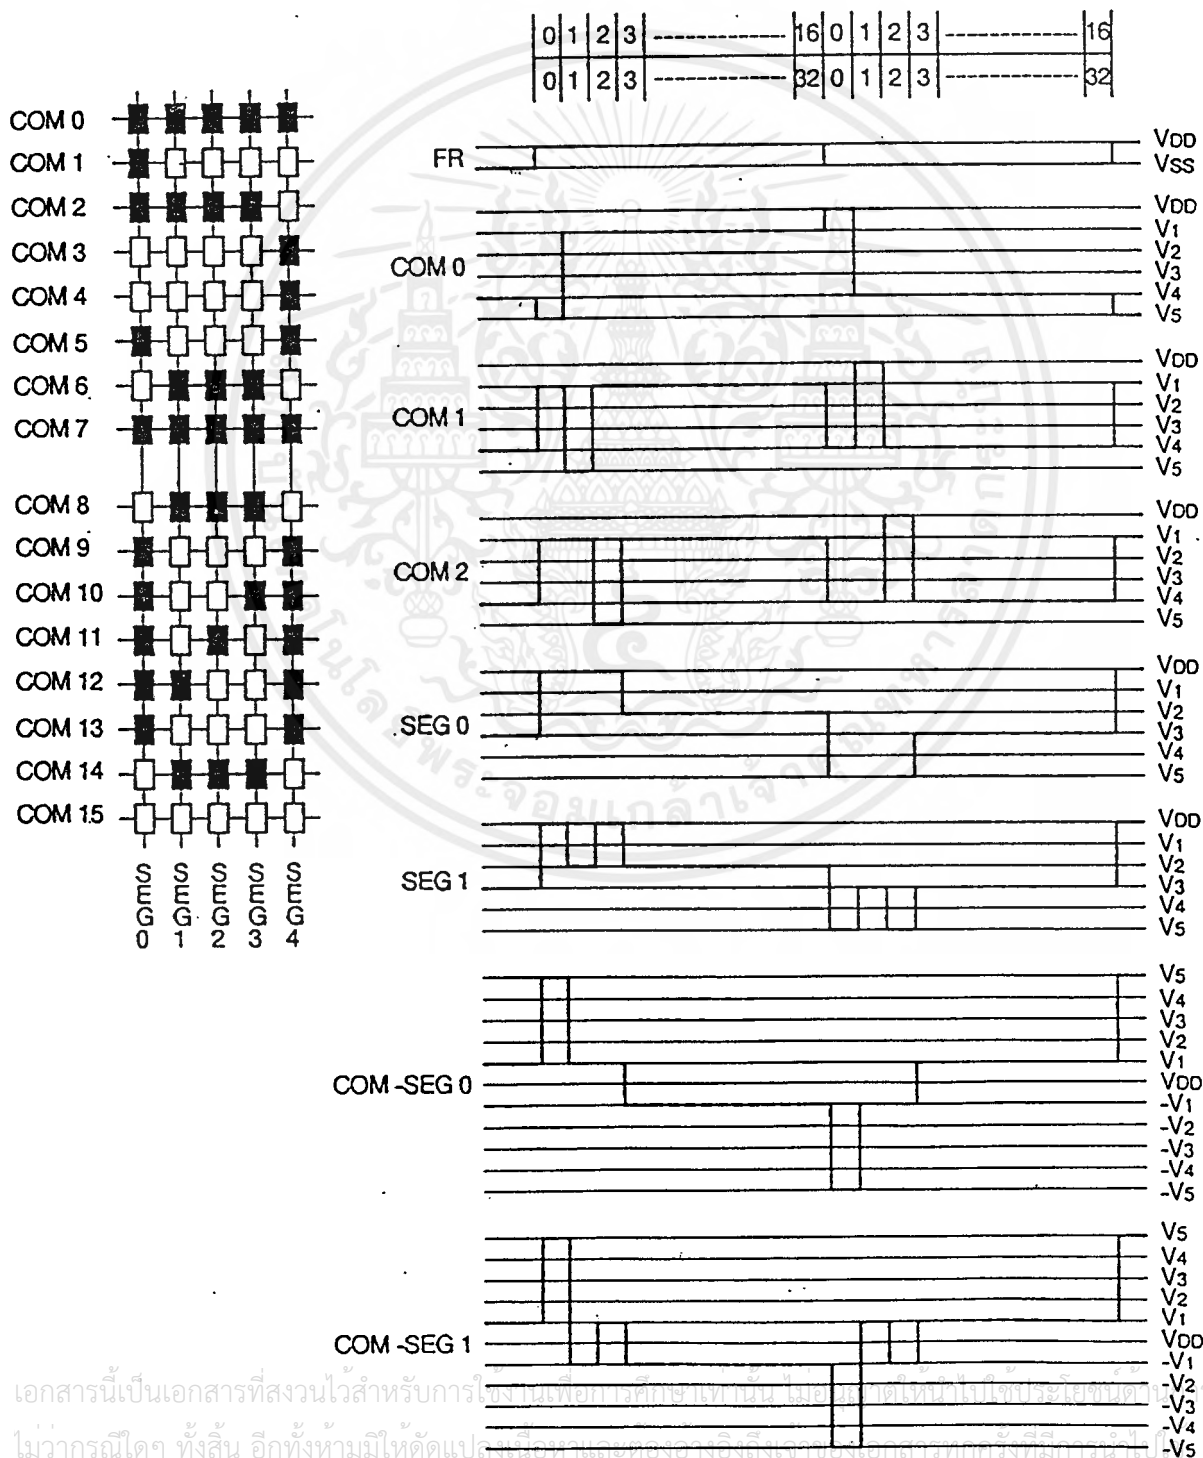 0 1 2 3 ---------------- 16 0 1 2 3 ---------------- 16
0 1 2 3 ---------------- 32 0 1 2 3 ---------------- 32
COM 0
COM 1
COM 2
COM 3
COM 4
COM 5
COM 6
COM 7
COM 8
COM 9
COM 10
COM 11
COM 12
COM 13
COM 14
COM 15
SEG 0
SEG 1
SEG 2
SEG 3
SEG 4
FR
VDD
VSS
COM 0
VDD
V1
V2
V3
V4
V5
COM 1
VDD
V1
V2
V3
V4
V5
COM 2
VDD
V1
V2
V3
V4
V5
SEG 0
VDD
V1
V2
V3
V4
V5
SEG 1
VDD
V1
V2
V3
V4
V5
COM -SEG 0
V5
V4
V3
V2
V1
VDD
-V1
-V2
-V3
-V4
-V5
COM -SEG 1
V5
V4
V3
V2
V1
VDD
-V1
-V2
-V3
-V4
-V5
เอกสารนี้เป็นเอกสารที่สงวนไว้สำหรับการใช้งานเพื่อการศึกษาเท่านั้น ไม่อนุญาตให้นำไปใช้ประโยชน์ด้าน
ไม่ว่ากรณีใดๆ ทั้งสิ้น อีกทั้งห้ามมิให้ดัดแปลงเนื้อหาและต้องอ้างอิงถึงเจ้าของเอกสารทุกครั้งที่มีการนำไปใ